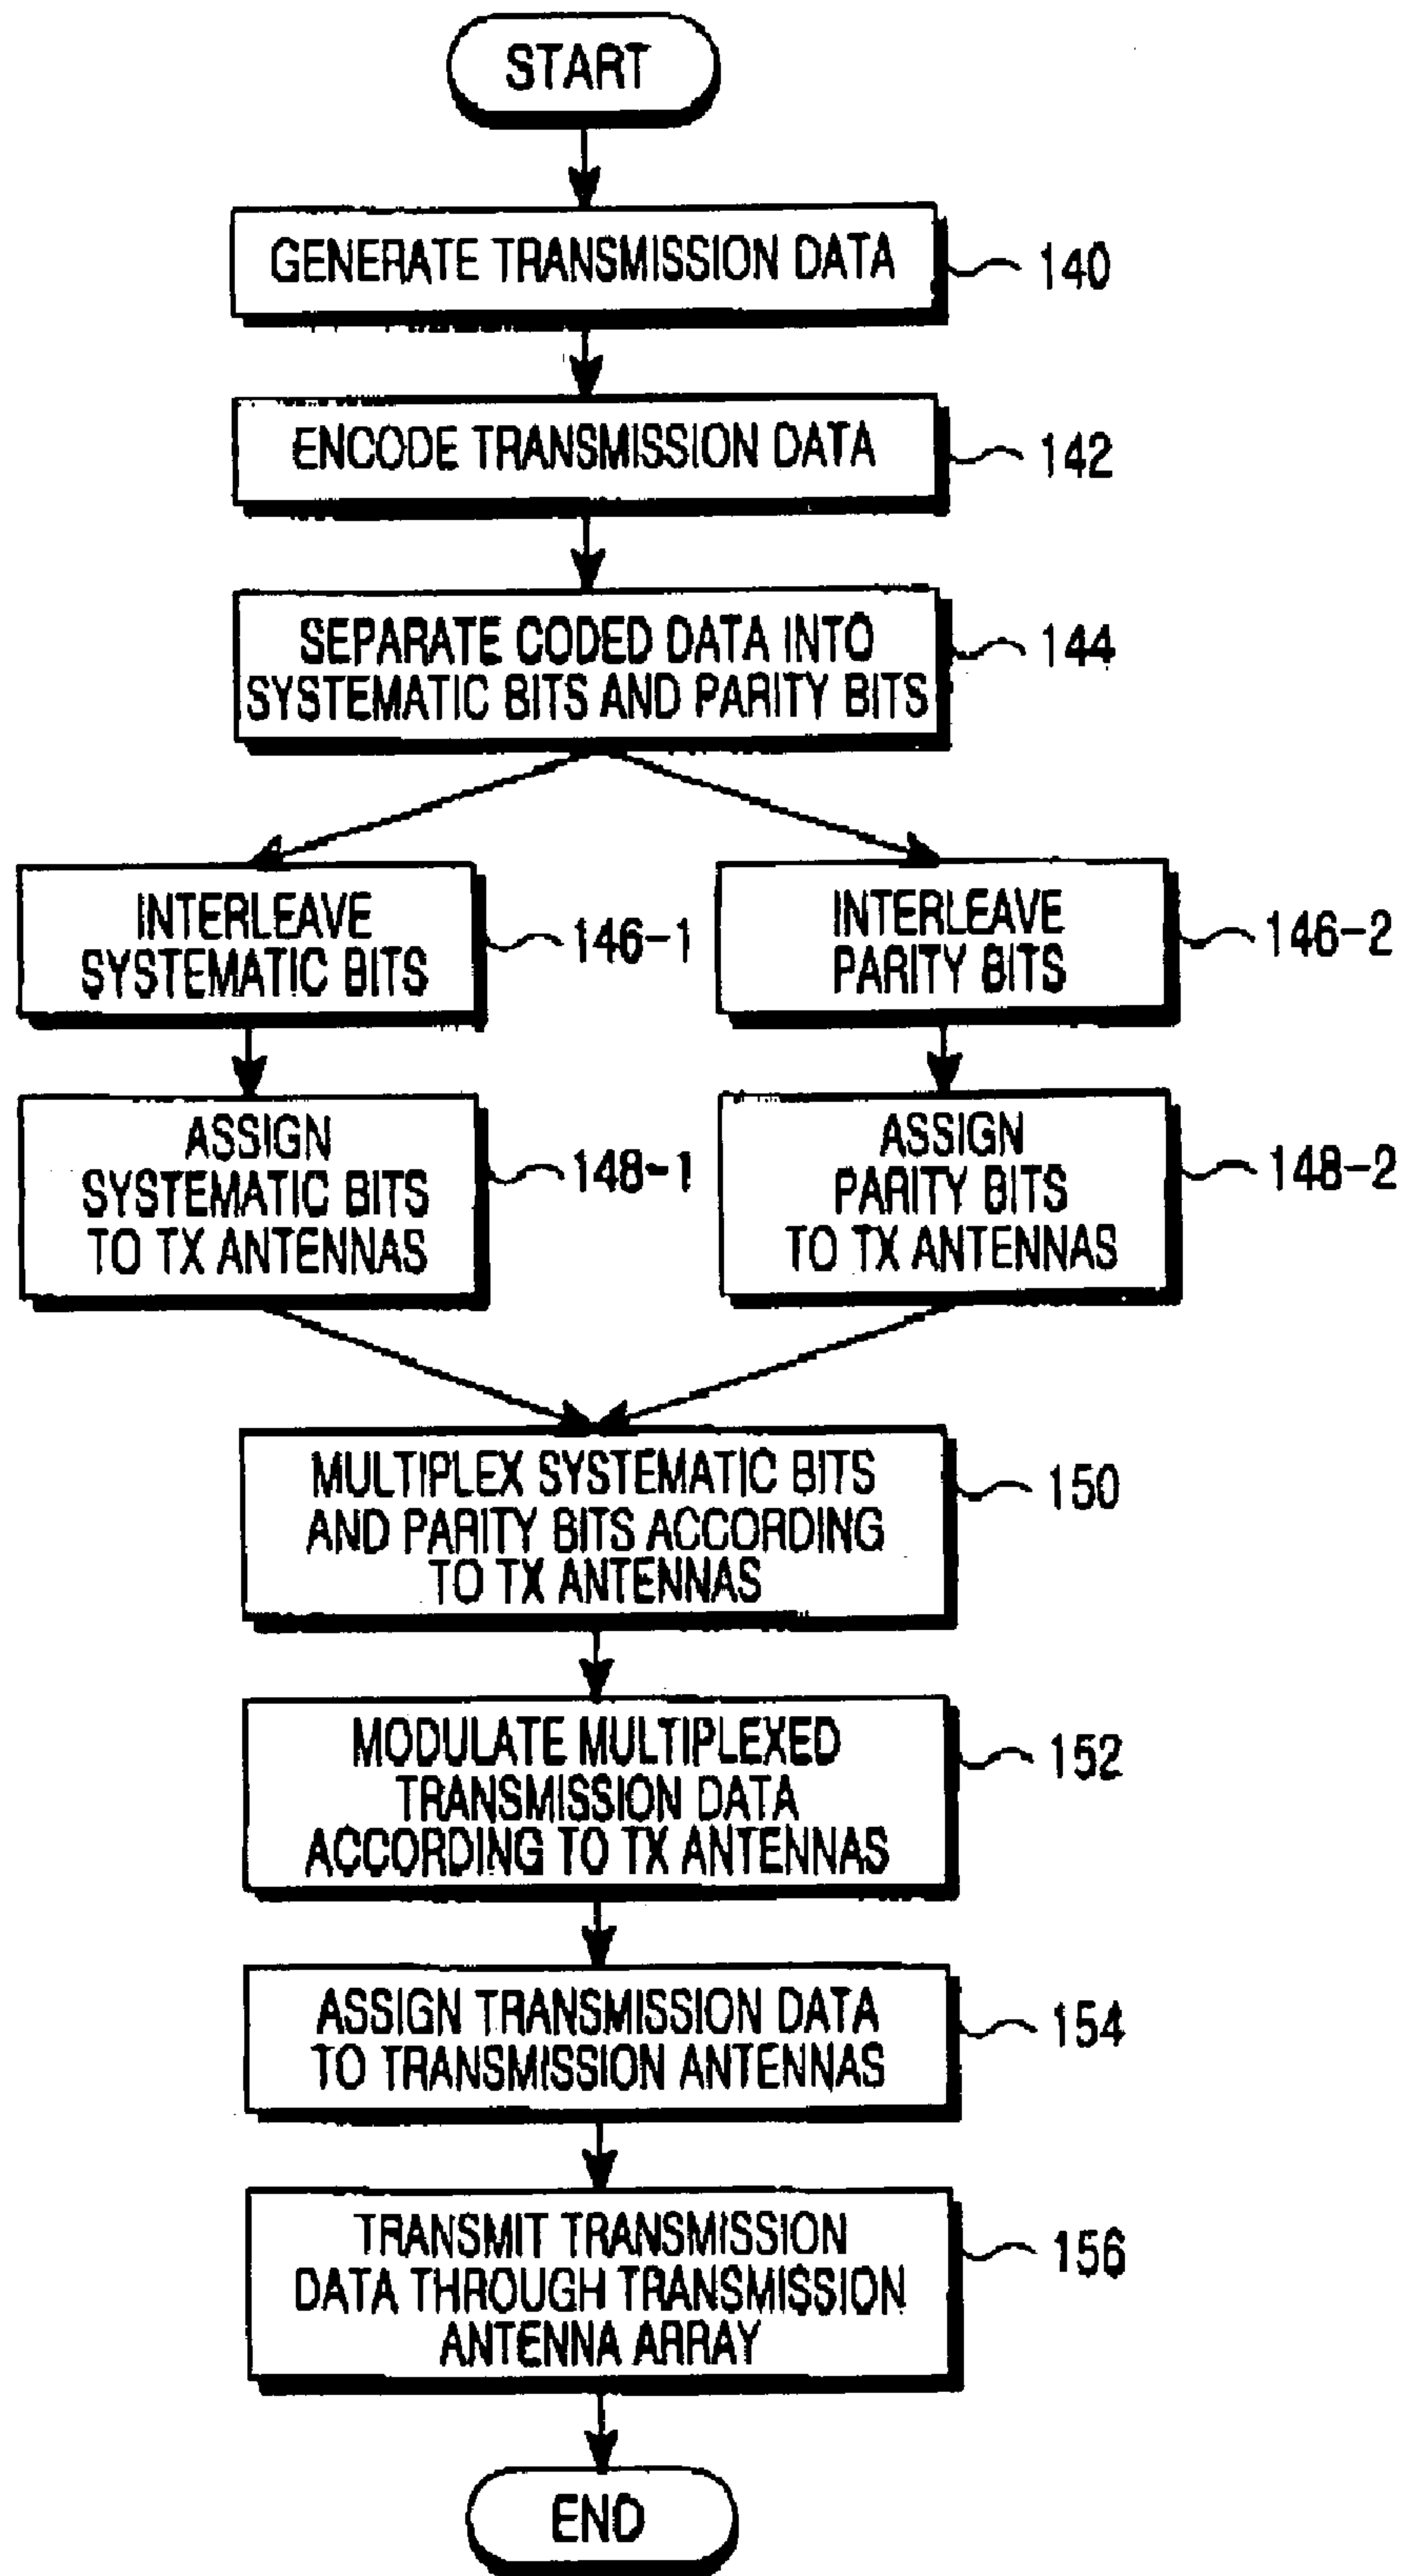 START
GENERATE TRANSMISSION DATA
140
ENCODE TRANSMISSION DATA
142
SEPARATE CODED DATA INTO
SYSTEMATIC BITS AND PARITY BITS
144
INTERLEAVE
SYSTEMATIC BITS
146-1
INTERLEAVE
PARITY BITS
146-2
ASSIGN
SYSTEMATIC BITS
TO TX ANTENNAS
148-1
ASSIGN
PARITY BITS
TO TX ANTENNAS
148-2
MULTIPLEX SYSTEMATIC BITS
AND PARITY BITS ACCORDING
TO TX ANTENNAS
150
MODULATE MULTIPLEXED
TRANSMISSION DATA
ACCORDING TO TX ANTENNAS
152
ASSIGN TRANSMISSION DATA
TO TRANSMISSION ANTENNAS
154
TRANSMIT TRANSMISSION
DATA THROUGH TRANSMISSION
ANTENNA ARRAY
156
END